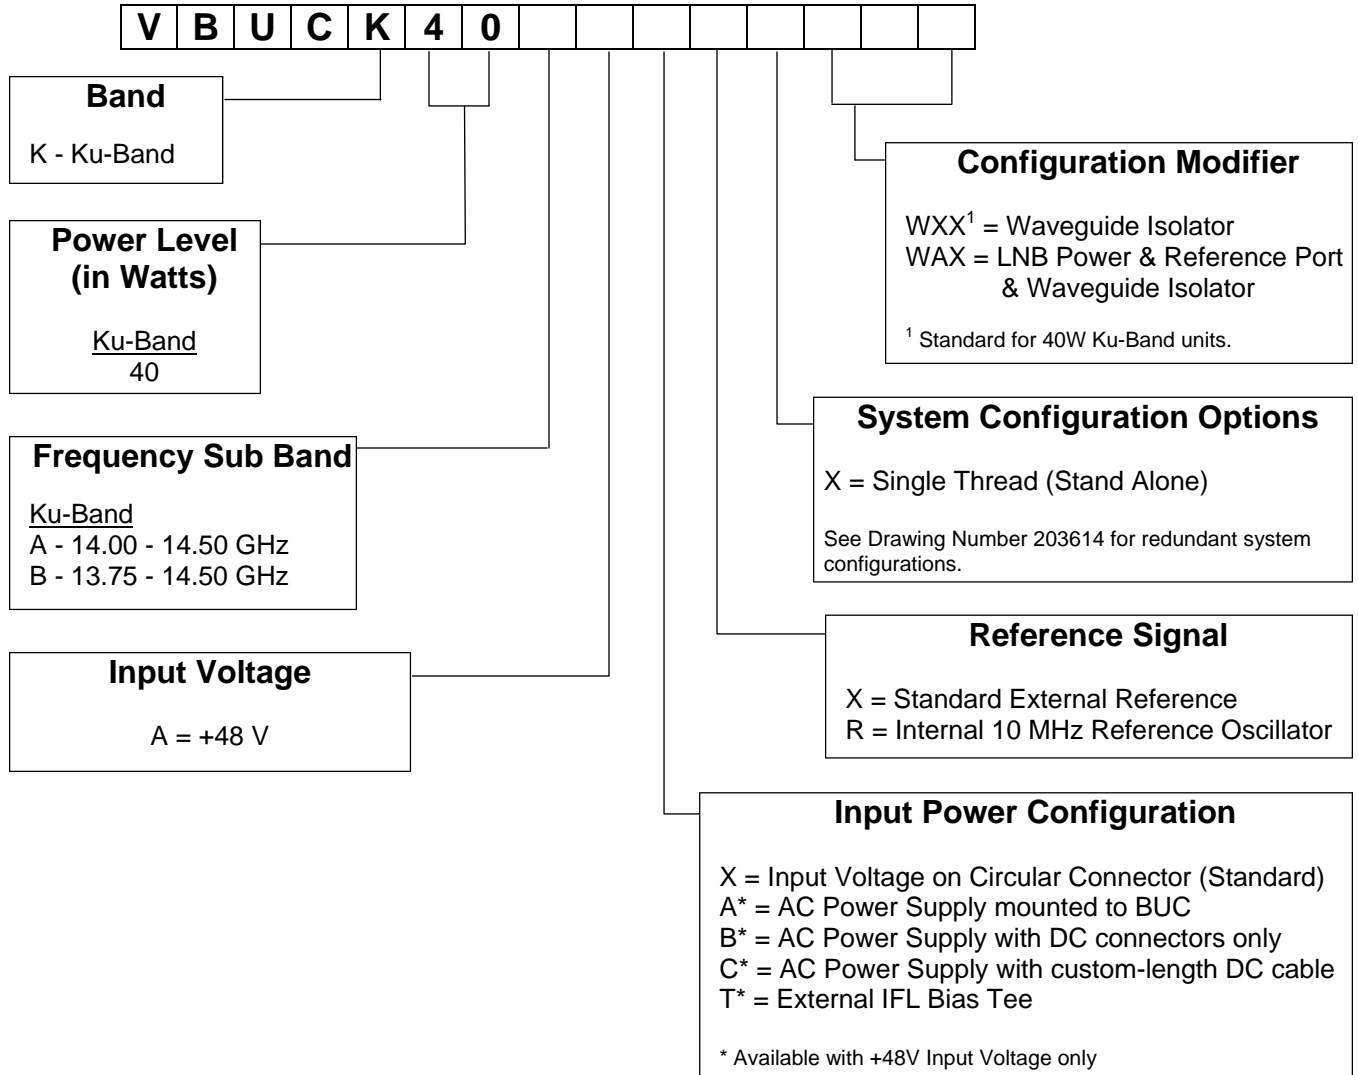 V B U C K 4 0
Band
K - Ku-Band
Power Level
(in Watts)
Ku-Band
40
Frequency Sub Band
Ku-Band
A - 14.00 - 14.50 GHz
B - 13.75 - 14.50 GHz
Input Voltage
A = +48 V
Configuration Modifier
WXX¹ = Waveguide Isolator
WAX = LNB Power & Reference Port
& Waveguide Isolator
¹ Standard for 40W Ku-Band units.
System Configuration Options
X = Single Thread (Stand Alone)
See Drawing Number 203614 for redundant system
configurations.
Reference Signal
X = Standard External Reference
R = Internal 10 MHz Reference Oscillator
Input Power Configuration
X = Input Voltage on Circular Connector (Standard)
A* = AC Power Supply mounted to BUC
B* = AC Power Supply with DC connectors only
C* = AC Power Supply with custom-length DC cable
T* = External IFL Bias Tee
* Available with +48V Input Voltage only